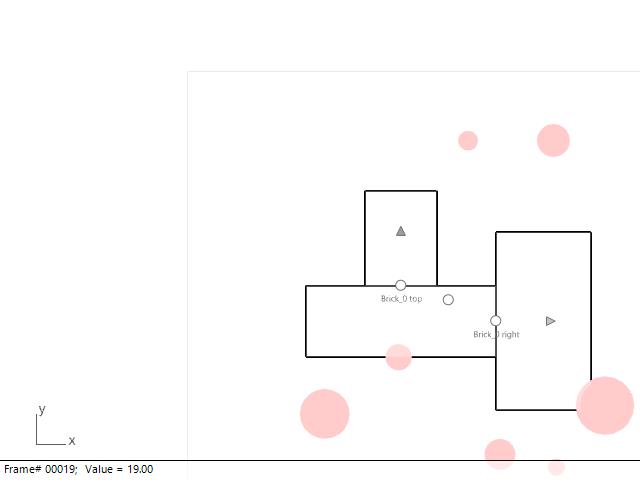 Brick_0 top
Brick_0 right
y
x
Frame# 00019; Value = 19.00